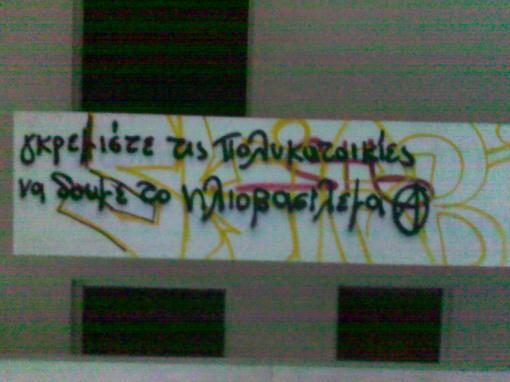 γκρεμίστε τις πολυκατοικίες
να δούμε το ηλιοβασίλεμα Ⓐ